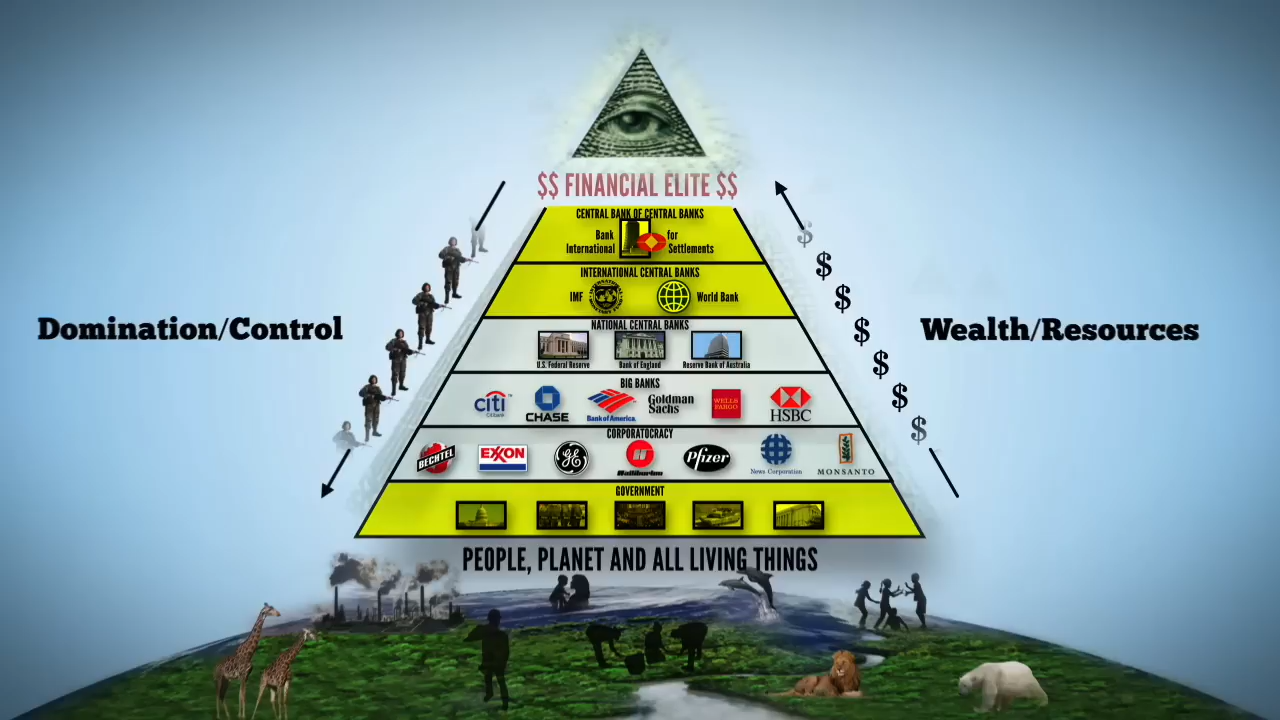 $$ FINANCIAL ELITE $$
CENTRAL BANK OF CENTRAL BANKS
Bank for
International Settlements
INTERNATIONAL CENTRAL BANKS
IMF World Bank
Domination/Control
Wealth/Resources
NATIONAL CENTRAL BANKS
U.S. Federal Reserve Bank of England Reserve Bank of Australia
BIG BANKS
citi CHASE Bank of America Goldman Sachs WELLS FARGO HSBC
citibank
CORPORATOCRACY
BECHTEL EXXON GE Halliburton Pfizer News Corporation MONSANTO
GOVERNMENT
PEOPLE, PLANET AND ALL LIVING THINGS
$
$
$
$
$
$
$